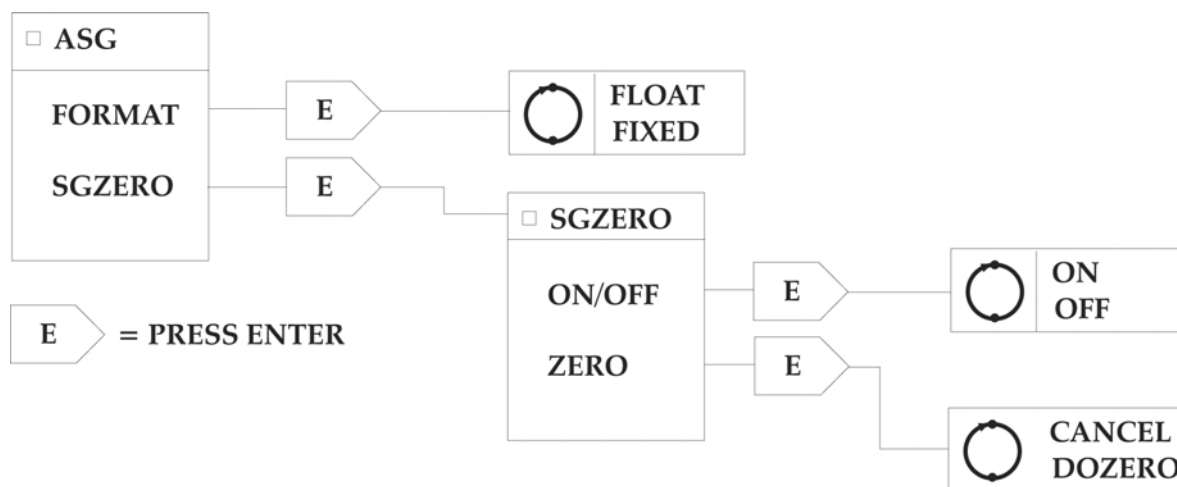 ASG
FORMAT
E
FLOAT
FIXED
SGZERO
E
SGZERO
ON/OFF
E
ON
OFF
E
= PRESS ENTER
ZERO
E
CANCEL
DOZERO